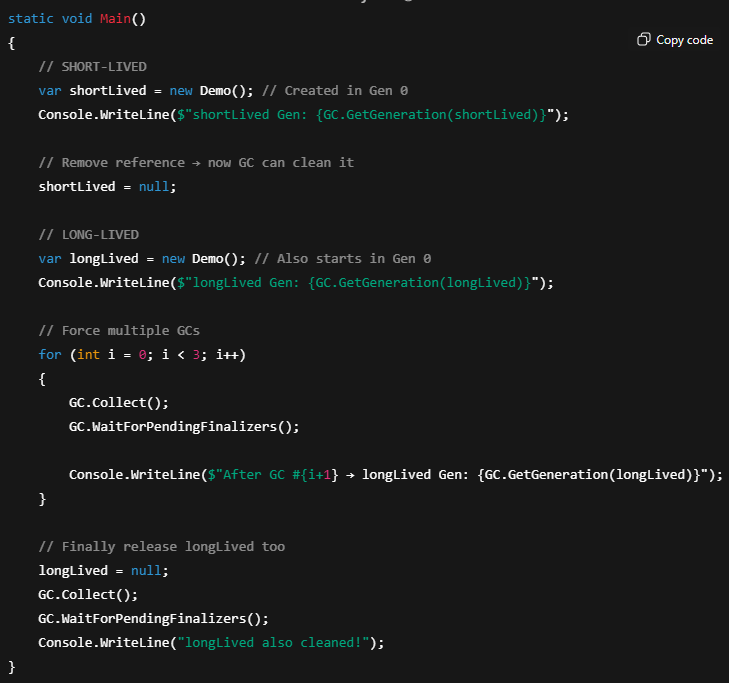 static void Main()
{
Copy code
    // SHORT-LIVED
    var shortLived = new Demo(); // Created in Gen 0
    Console.WriteLine($"shortLived Gen: {GC.GetGeneration(shortLived)}");

    // Remove reference → now GC can clean it
    shortLived = null;

    // LONG-LIVED
    var longLived = new Demo(); // Also starts in Gen 0
    Console.WriteLine($"longLived Gen: {GC.GetGeneration(longLived)}");

    // Force multiple GCs
    for (int i = 0; i < 3; i++)
    {
        GC.Collect();
        GC.WaitForPendingFinalizers();

        Console.WriteLine($"After GC #{i+1} → longLived Gen: {GC.GetGeneration(longLived)}");
    }

    // Finally release longLived too
    longLived = null;
    GC.Collect();
    GC.WaitForPendingFinalizers();
    Console.WriteLine("longLived also cleaned!");
}